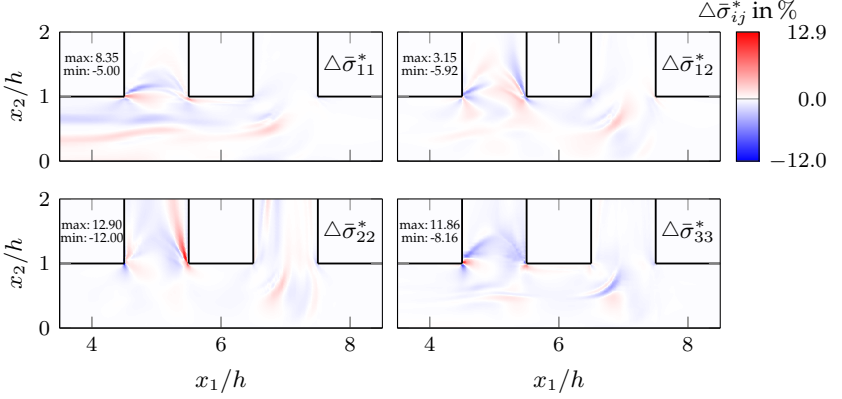 △σ̄*ij in %
2
max: 8.35
min: -5.00
△σ̄*11
max: 3.15
min: -5.92
△σ̄*12
12.9
x2/h
1
0.0
0
−12.0
2
max: 12.90
min: -12.00
△σ̄*22
max: 11.86
min: -8.16
△σ̄*33
x2/h
1
0
4
6
8
4
6
8
x1/h
x1/h